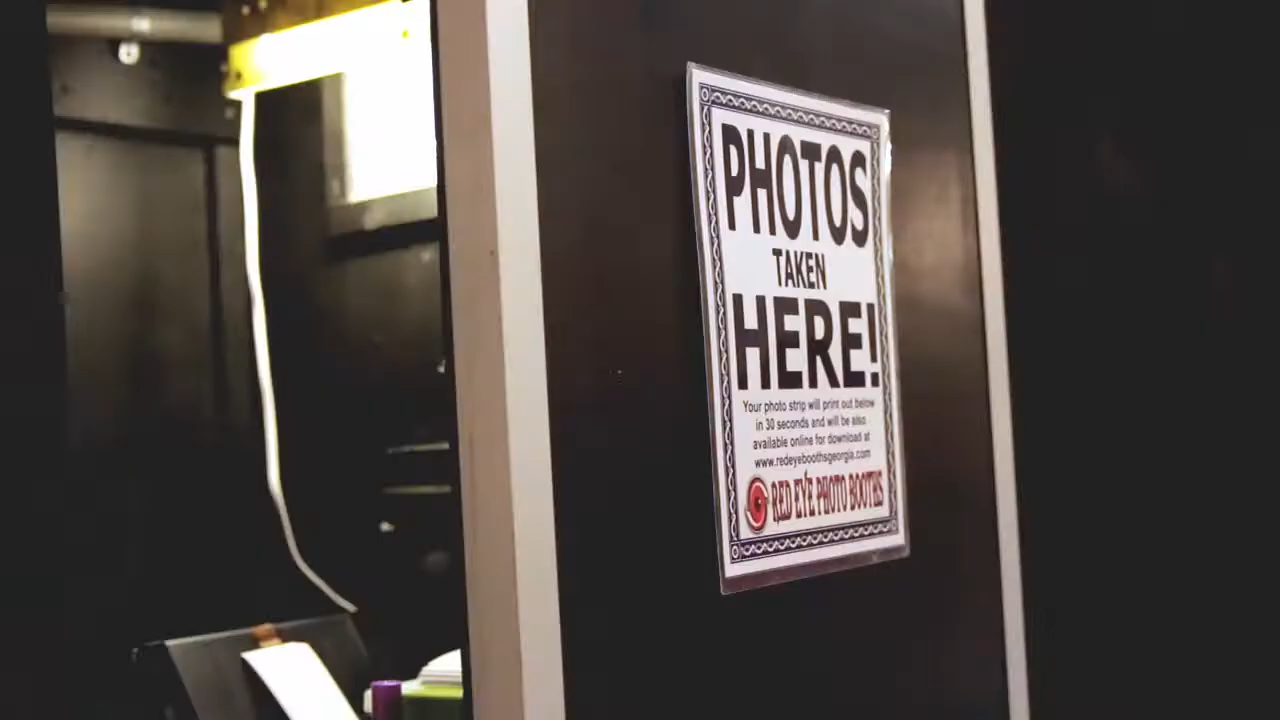 PHOTOS
TAKEN
HERE!
Your photo strip will print out below
in 30 seconds and will be also
available online for download at
www.redeyeboothsgeorgia.com
RED EYE PHOTO BOOTHS